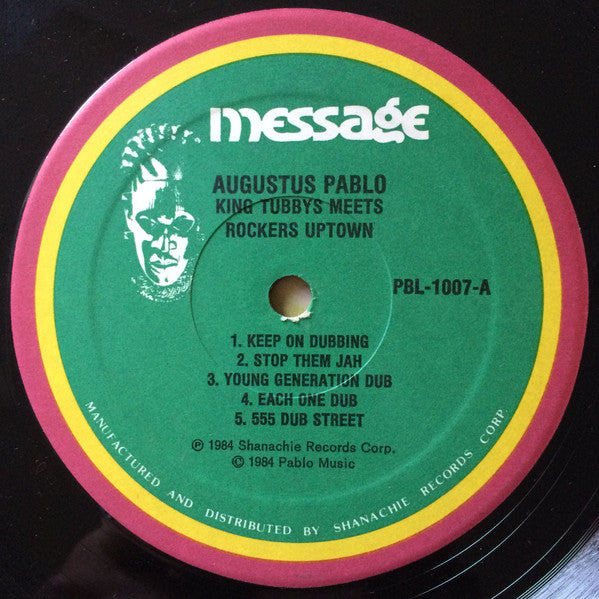 message
AUGUSTUS PABLO
KING TUBBYS MEETS
ROCKERS UPTOWN
PBL-1007-A
1. KEEP ON DUBBING
2. STOP THEM JAH
3. YOUNG GENERATION DUB
4. EACH ONE DUB
5. 555 DUB STREET
℗ 1984 Shanachie Records Corp.
© 1984 Pablo Music
MANUFACTURED AND DISTRIBUTED BY SHANACHIE RECORDS CORP.